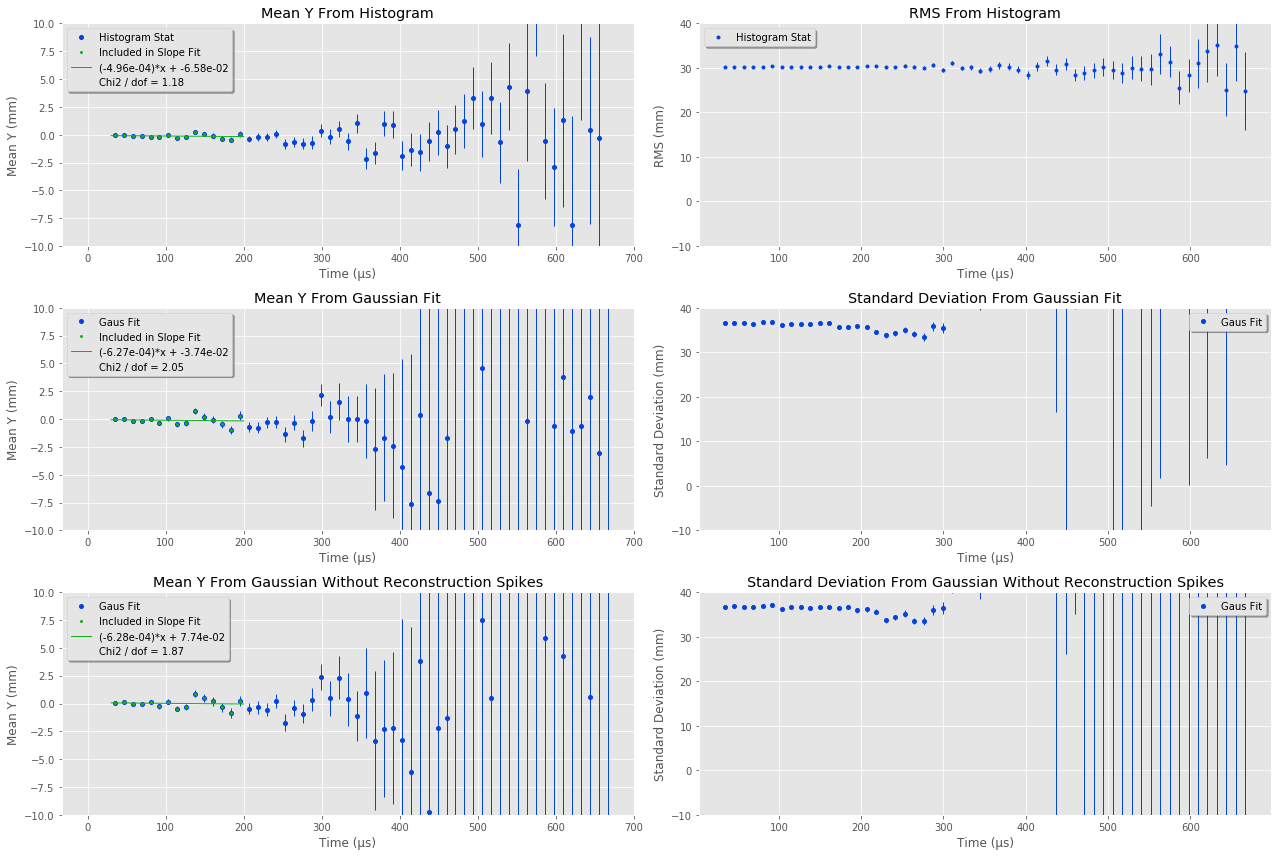 Mean Y From Histogram
10.0
7.5
5.0
2.5
0.0
−2.5
−5.0
−7.5
−10.0
Mean Y (mm)
Histogram Stat
Included in Slope Fit
(-4.96e-04)*x + -6.58e-02
Chi2 / dof = 1.18
0 100 200 300 400 500 600 700
Time (μs)
RMS From Histogram
40
30
20
10
0
−10
RMS (mm)
Histogram Stat
100 200 300 400 500 600
Time (μs)
Mean Y From Gaussian Fit
10.0
7.5
5.0
2.5
0.0
−2.5
−5.0
−7.5
−10.0
Mean Y (mm)
Gaus Fit
Included in Slope Fit
(-6.27e-04)*x + -3.74e-02
Chi2 / dof = 2.05
0 100 200 300 400 500 600 700
Time (μs)
Standard Deviation From Gaussian Fit
40
30
20
10
0
−10
Standard Deviation (mm)
Gaus Fit
100 200 300 400 500 600
Time (μs)
Mean Y From Gaussian Without Reconstruction Spikes
10.0
7.5
5.0
2.5
0.0
−2.5
−5.0
−7.5
−10.0
Mean Y (mm)
Gaus Fit
Included in Slope Fit
(-6.28e-04)*x + 7.74e-02
Chi2 / dof = 1.87
0 100 200 300 400 500 600 700
Time (μs)
Standard Deviation From Gaussian Without Reconstruction Spikes
40
30
20
10
0
−10
Standard Deviation (mm)
Gaus Fit
100 200 300 400 500 600
Time (μs)